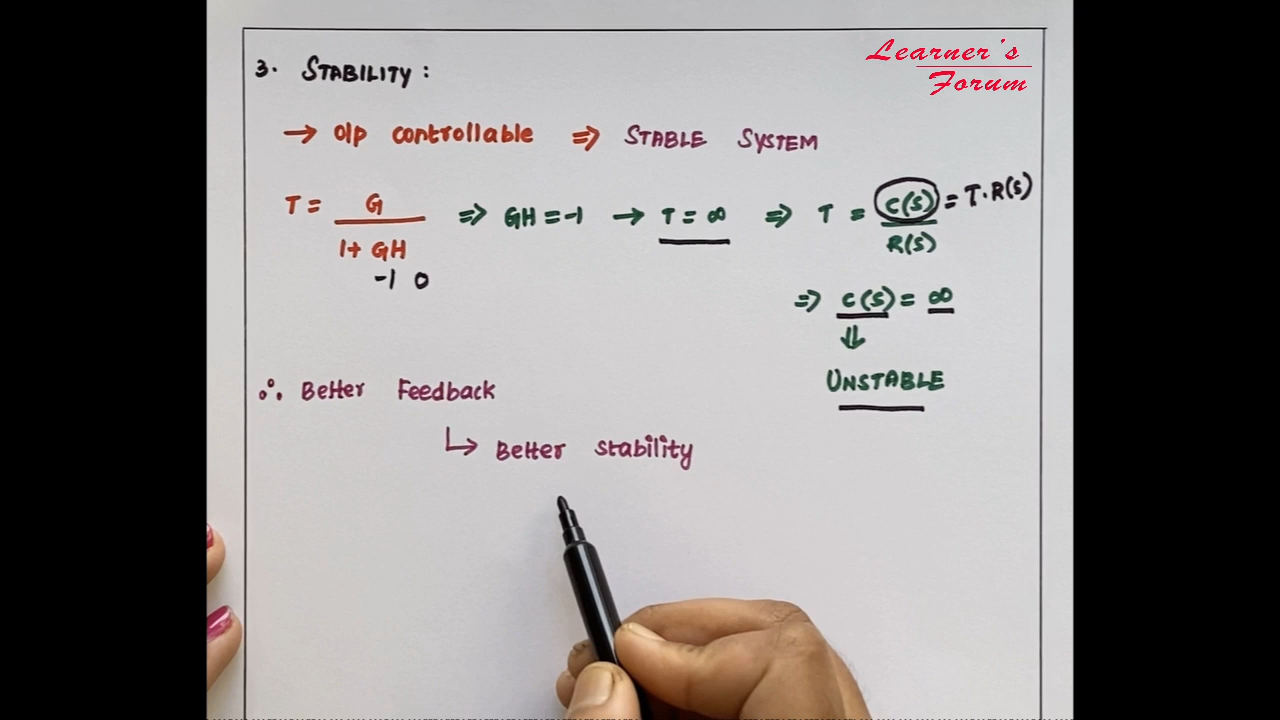 Learner's
Forum
3. STABILITY :
→ o/p controllable ⇒ STABLE SYSTEM
T = G / 1+ GH ⇒ GH = -1 → T = ∞ ⇒ T = C(S) / R(S) = T·R(S)
-1 0
⇒ C(S) = ∞
⇓
UNSTABLE
∴ Better Feedback
↳ Better stability